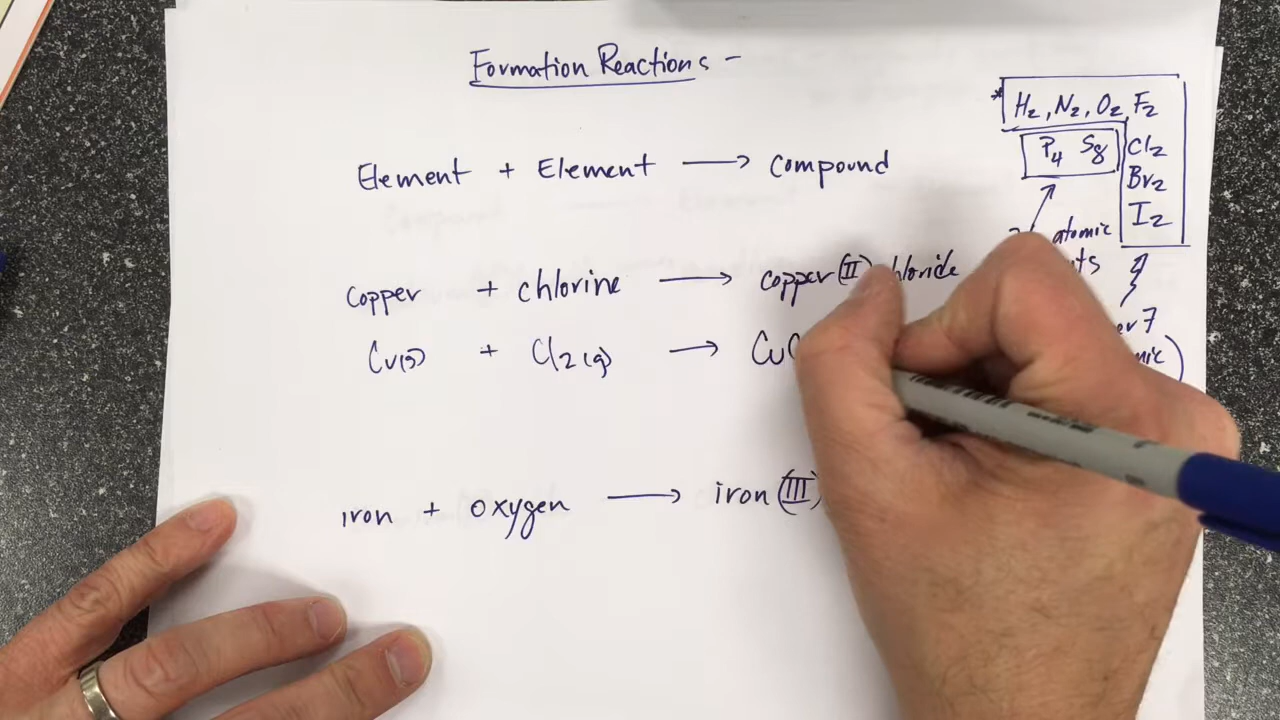 Formation Reactions -
H₂, N₂, O₂, F₂
P₄ S₈ Cl₂
Br₂
I₂
Element + Element → compound
atomic
copper + chlorine → copper (II)
Cu(s) + Cl₂(g) →
iron + oxygen → iron (III)